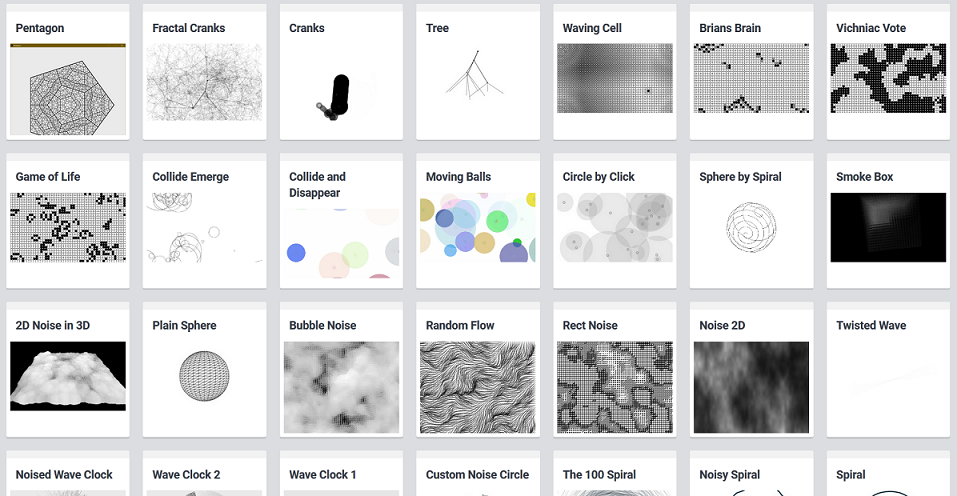 Pentagon
Fractal Cranks
Cranks
Tree
Waving Cell
Brians Brain
Vichniac Vote
Game of Life
Collide Emerge
Collide and
Disappear
Moving Balls
Circle by Click
Sphere by Spiral
Smoke Box
2D Noise in 3D
Plain Sphere
Bubble Noise
Random Flow
Rect Noise
Noise 2D
Twisted Wave
Noised Wave Clock
Wave Clock 2
Wave Clock 1
Custom Noise Circle
The 100 Spiral
Noisy Spiral
Spiral